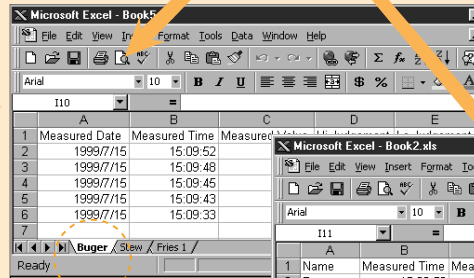 Microsoft Excel - Book5
File Edit View Format Tools Data Window Help
Arial 10 B I U $ %
I10 =
A B C D E
1 Measured Date Measured Time Measured
2 1999/7/15 15:09:52
3 1999/7/15 15:09:48
4 1999/7/15 15:09:45
5 1999/7/15 15:09:43
6 1999/7/15 15:09:33
7
Buger Stew Fries 1
Ready
Microsoft Excel - Book2.xls
File Edit View Insert Format
Arial 10 B
I11 =
A B
1 Name Measured Time